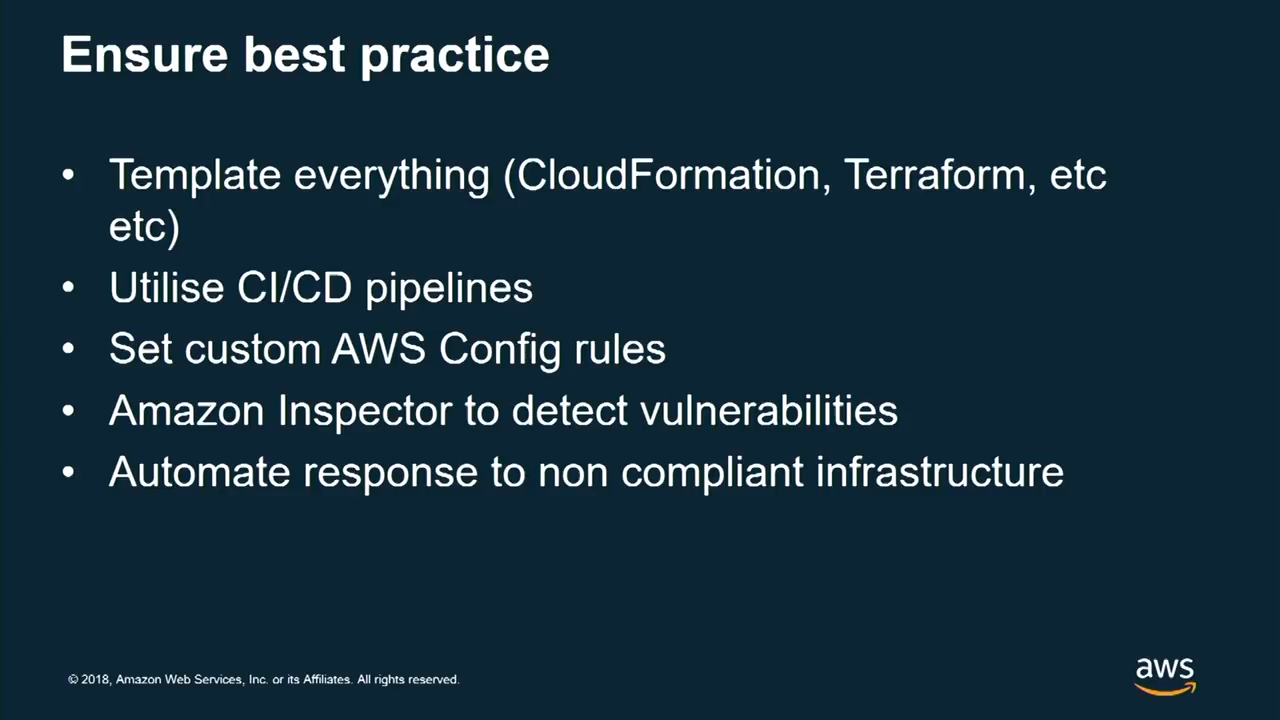 Ensure best practice
• Template everything (CloudFormation, Terraform, etc
etc)
• Utilise CI/CD pipelines
• Set custom AWS Config rules
• Amazon Inspector to detect vulnerabilities
• Automate response to non compliant infrastructure
© 2018, Amazon Web Services, Inc. or its Affiliates. All rights reserved.
aws